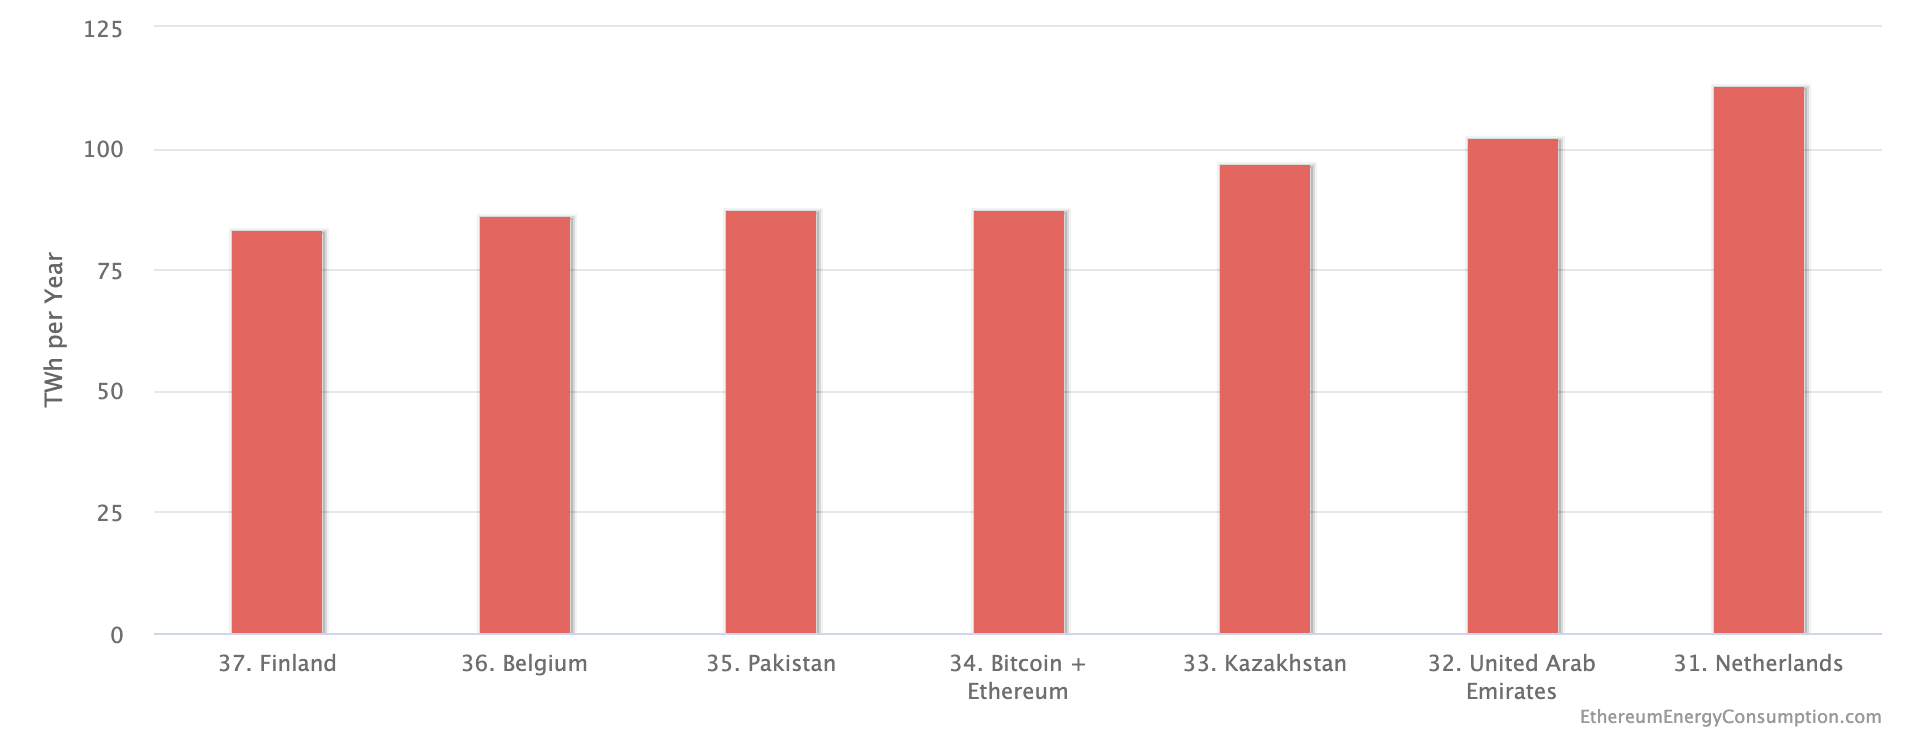 125
100
75
50
25
0
TWh per Year
37. Finland
36. Belgium
35. Pakistan
34. Bitcoin +
Ethereum
33. Kazakhstan
32. United Arab
Emirates
31. Netherlands
EthereumEnergyConsumption.com